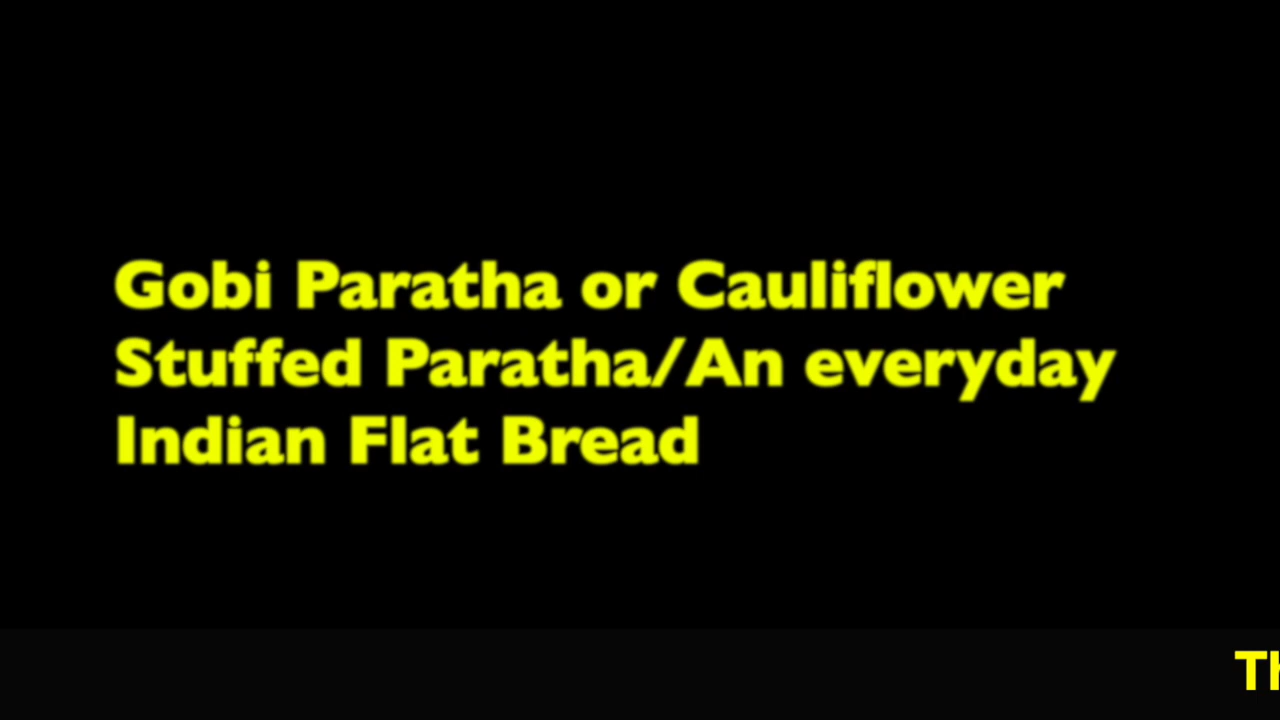 Gobi Paratha or Cauliflower
Stuffed Paratha/An everyday
Indian Flat Bread